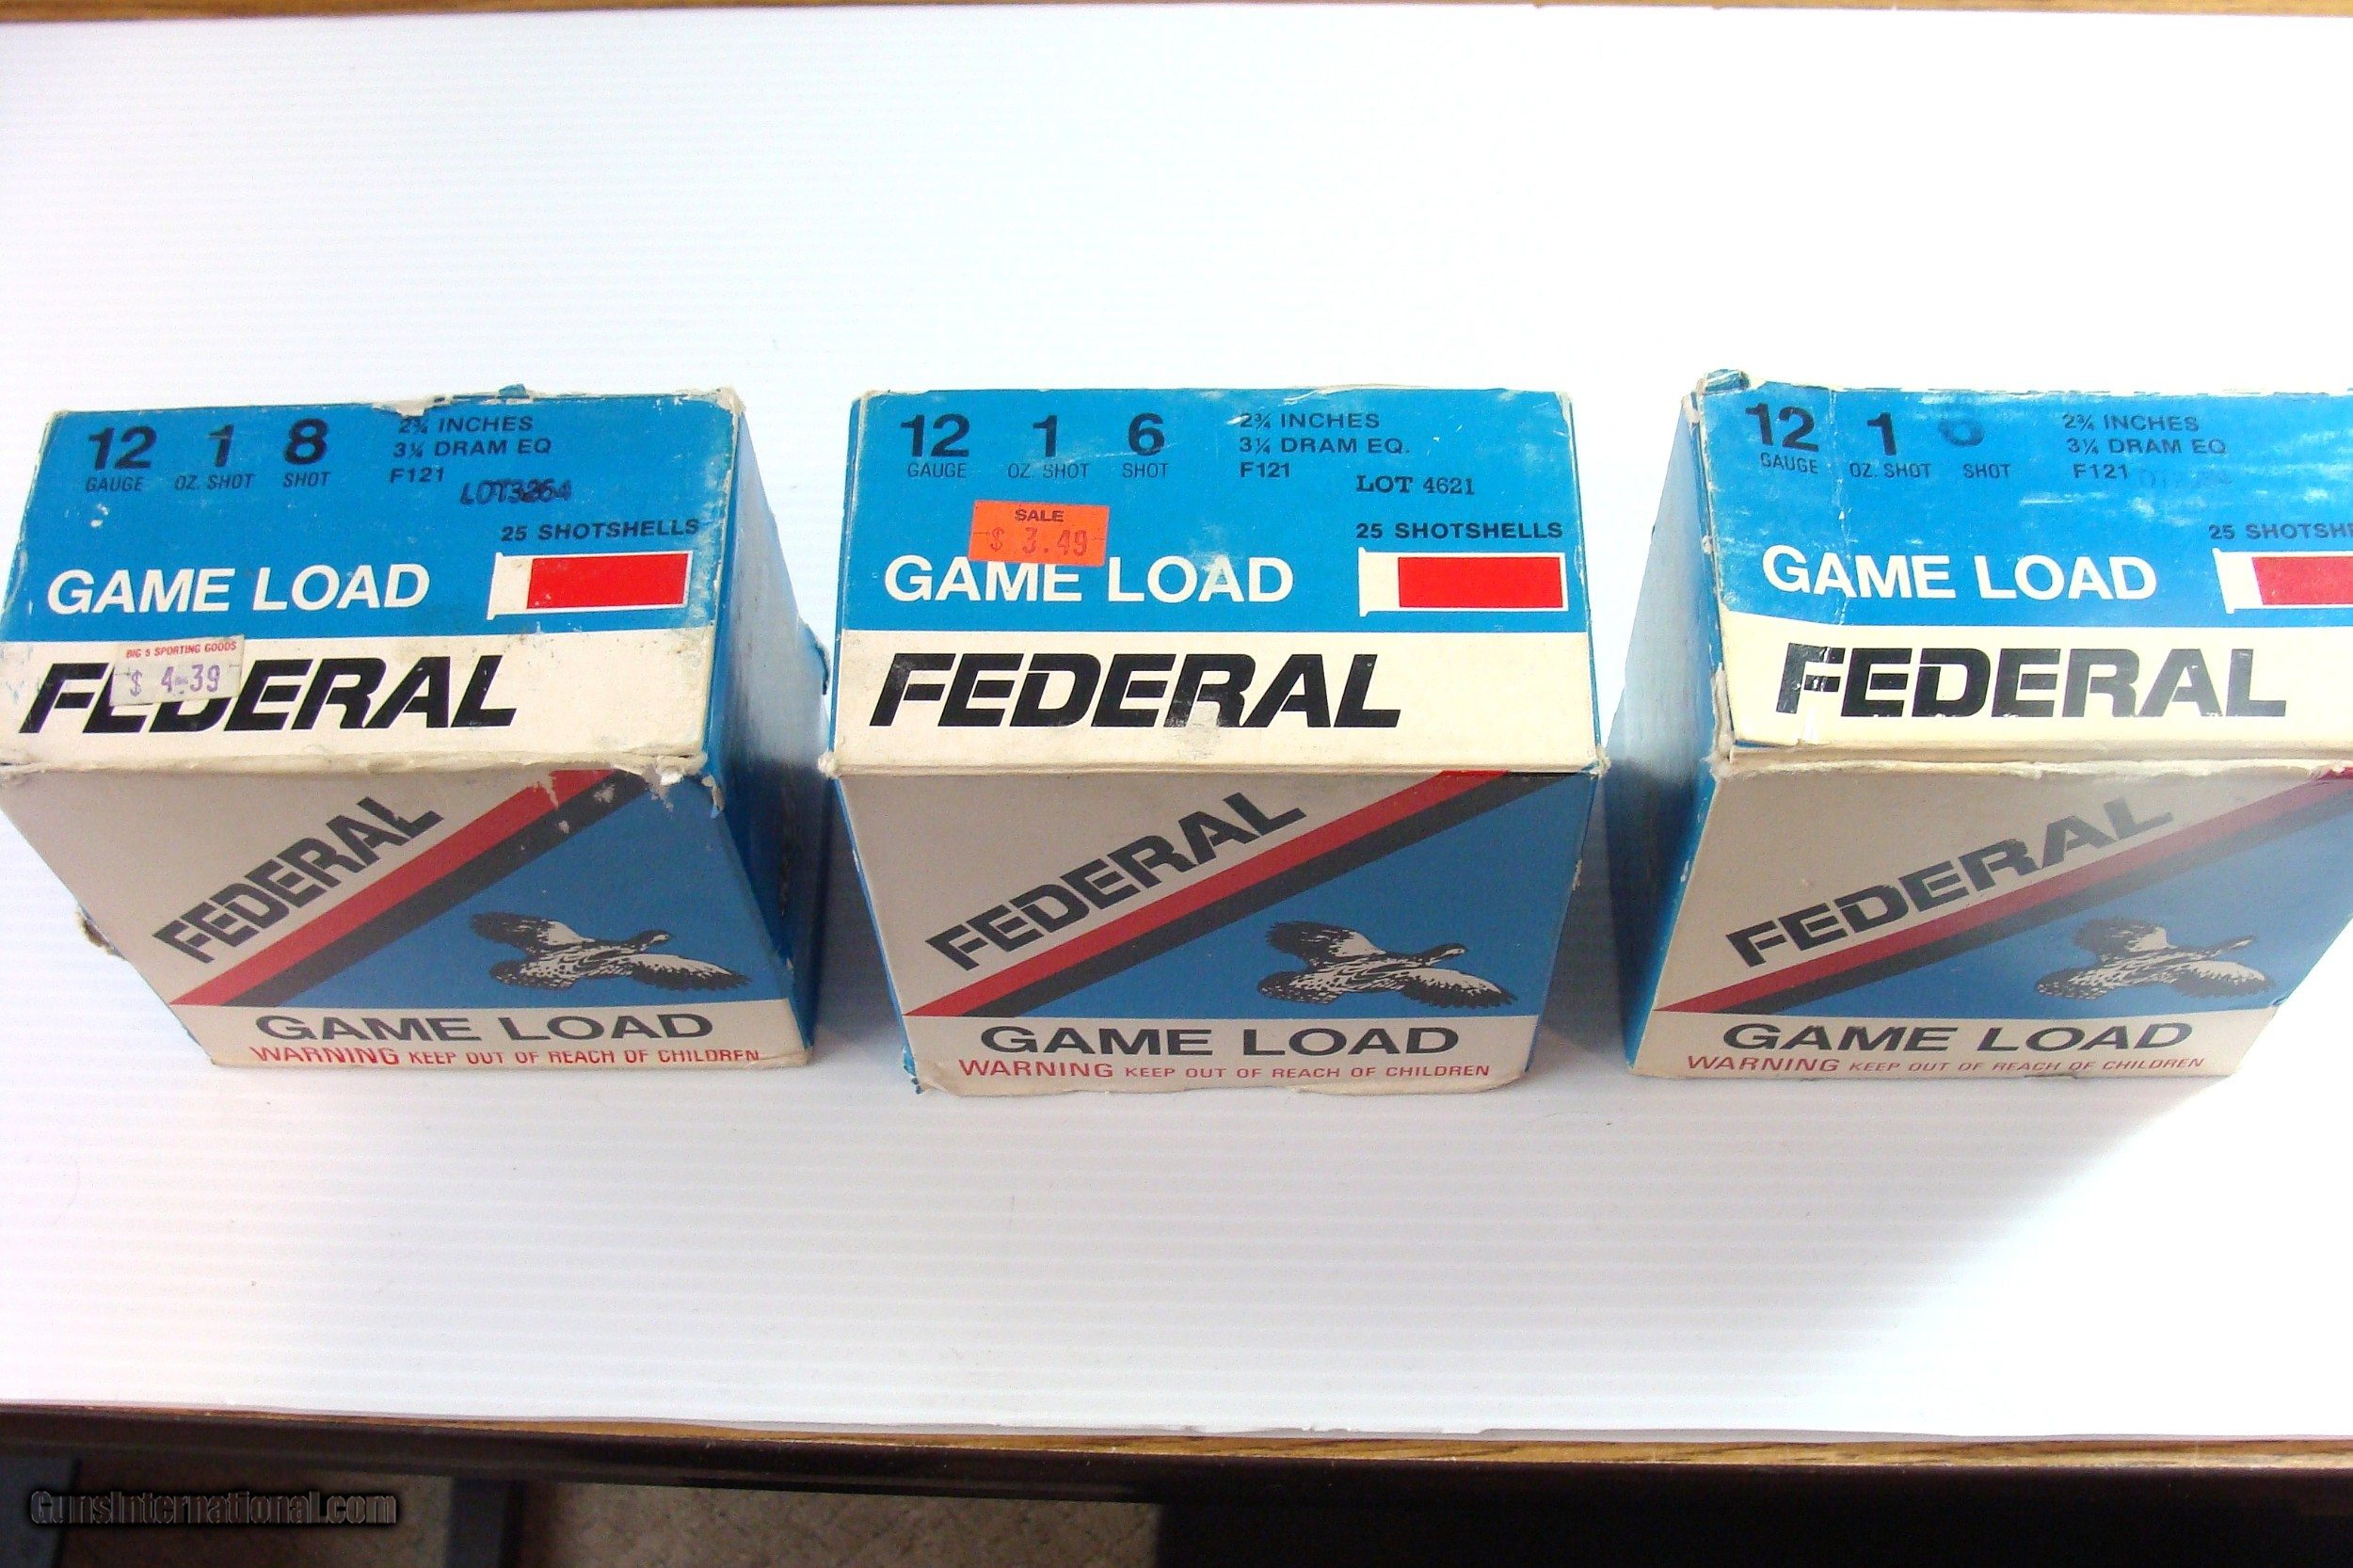 12 1 8
GAUGE OZ. SHOT SHOT
2¾ INCHES
3¼ DRAM EQ
F121
LOT3264
25 SHOTSHELLS
GAME LOAD
BIG 5 SPORTING GOODS
$ 4.39
FEDERAL
FEDERAL
GAME LOAD
WARNING KEEP OUT OF REACH OF CHILDREN
12 1 6
GAUGE OZ. SHOT SHOT
2¾ INCHES
3¼ DRAM EQ.
F121
LOT 4621
25 SHOTSHELLS
SALE
$ 3.49
GAME LOAD
FEDERAL
FEDERAL
GAME LOAD
WARNING KEEP OUT OF REACH OF CHILDREN
12 1 6
GAUGE OZ. SHOT SHOT
2¾ INCHES
3¼ DRAM EQ
F121
25 SHOTSH
GAME LOAD
FEDERAL
FEDERAL
GAME LOAD
WARNING KEEP OUT OF REACH OF CHILDREN
GunsInternational.com